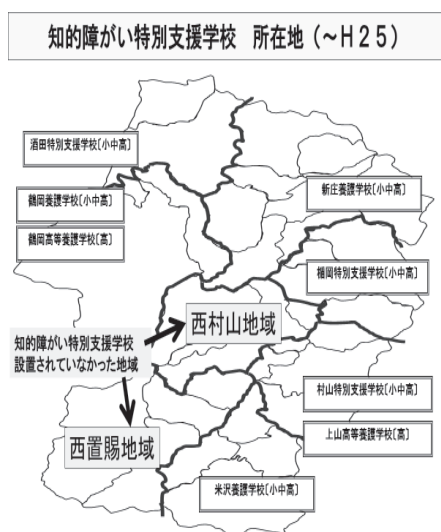 知的障がい特別支援学校 所在地（～H25）
酒田特別支援学校〔小中高〕
鶴岡養護学校〔小中高〕
鶴岡高等養護学校〔高〕
新庄養護学校〔小中高〕
楯岡特別支援学校〔小中高〕
西村山地域
知的障がい特別支援学校
設置されていなかった地域
西置賜地域
村山特別支援学校〔小中高〕
上山高等養護学校〔高〕
米沢養護学校〔小中高〕